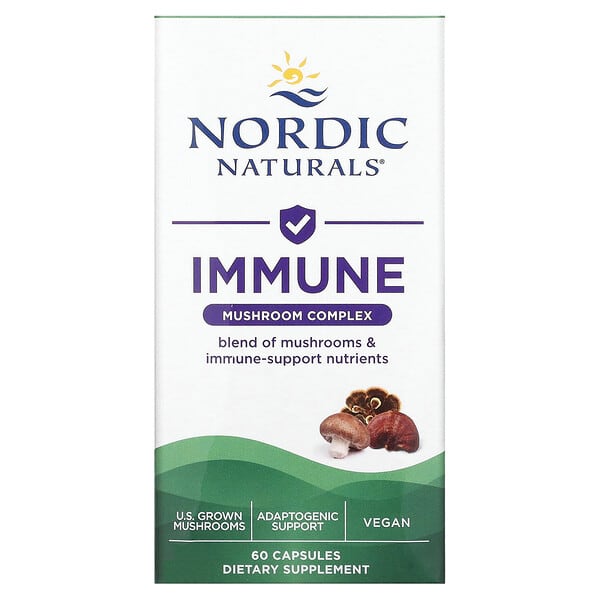 NORDIC
NATURALS®
IMMUNE
MUSHROOM COMPLEX
blend of mushrooms &
immune-support nutrients
U.S. GROWN
MUSHROOMS
ADAPTOGENIC
SUPPORT
VEGAN
60 CAPSULES
DIETARY SUPPLEMENT